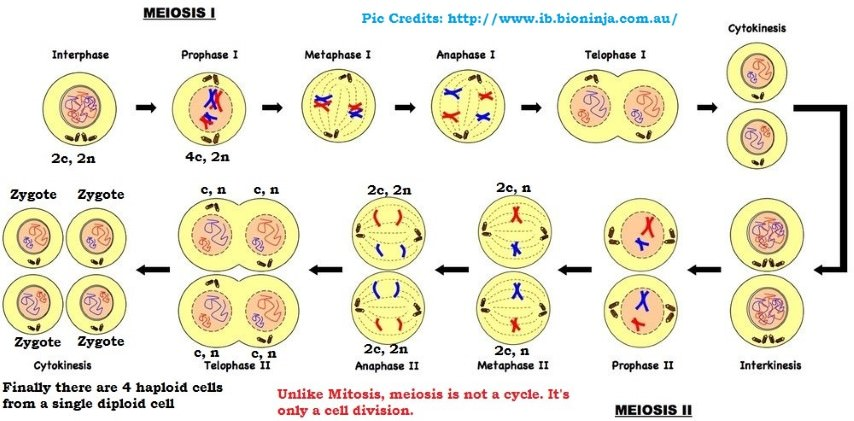 MEIOSIS I
Pic Credits: http://www.ib.bioninja.com.au/
Interphase
Prophase I
Metaphase I
Anaphase I
Telophase I
Cytokinesis
2c, 2n
4c, 2n
Zygote
Zygote
c, n
c, n
2c, 2n
2c, n
Zygote
Zygote
c, n
c, n
2c, 2n
2c, n
Cytokinesis
Telophase II
Anaphase II
Metaphase II
Prophase II
Interkinesis
Finally there are 4 haploid cells
from a single diploid cell
Unlike Mitosis, meiosis is not a cycle. It's
only a cell division.
MEIOSIS II